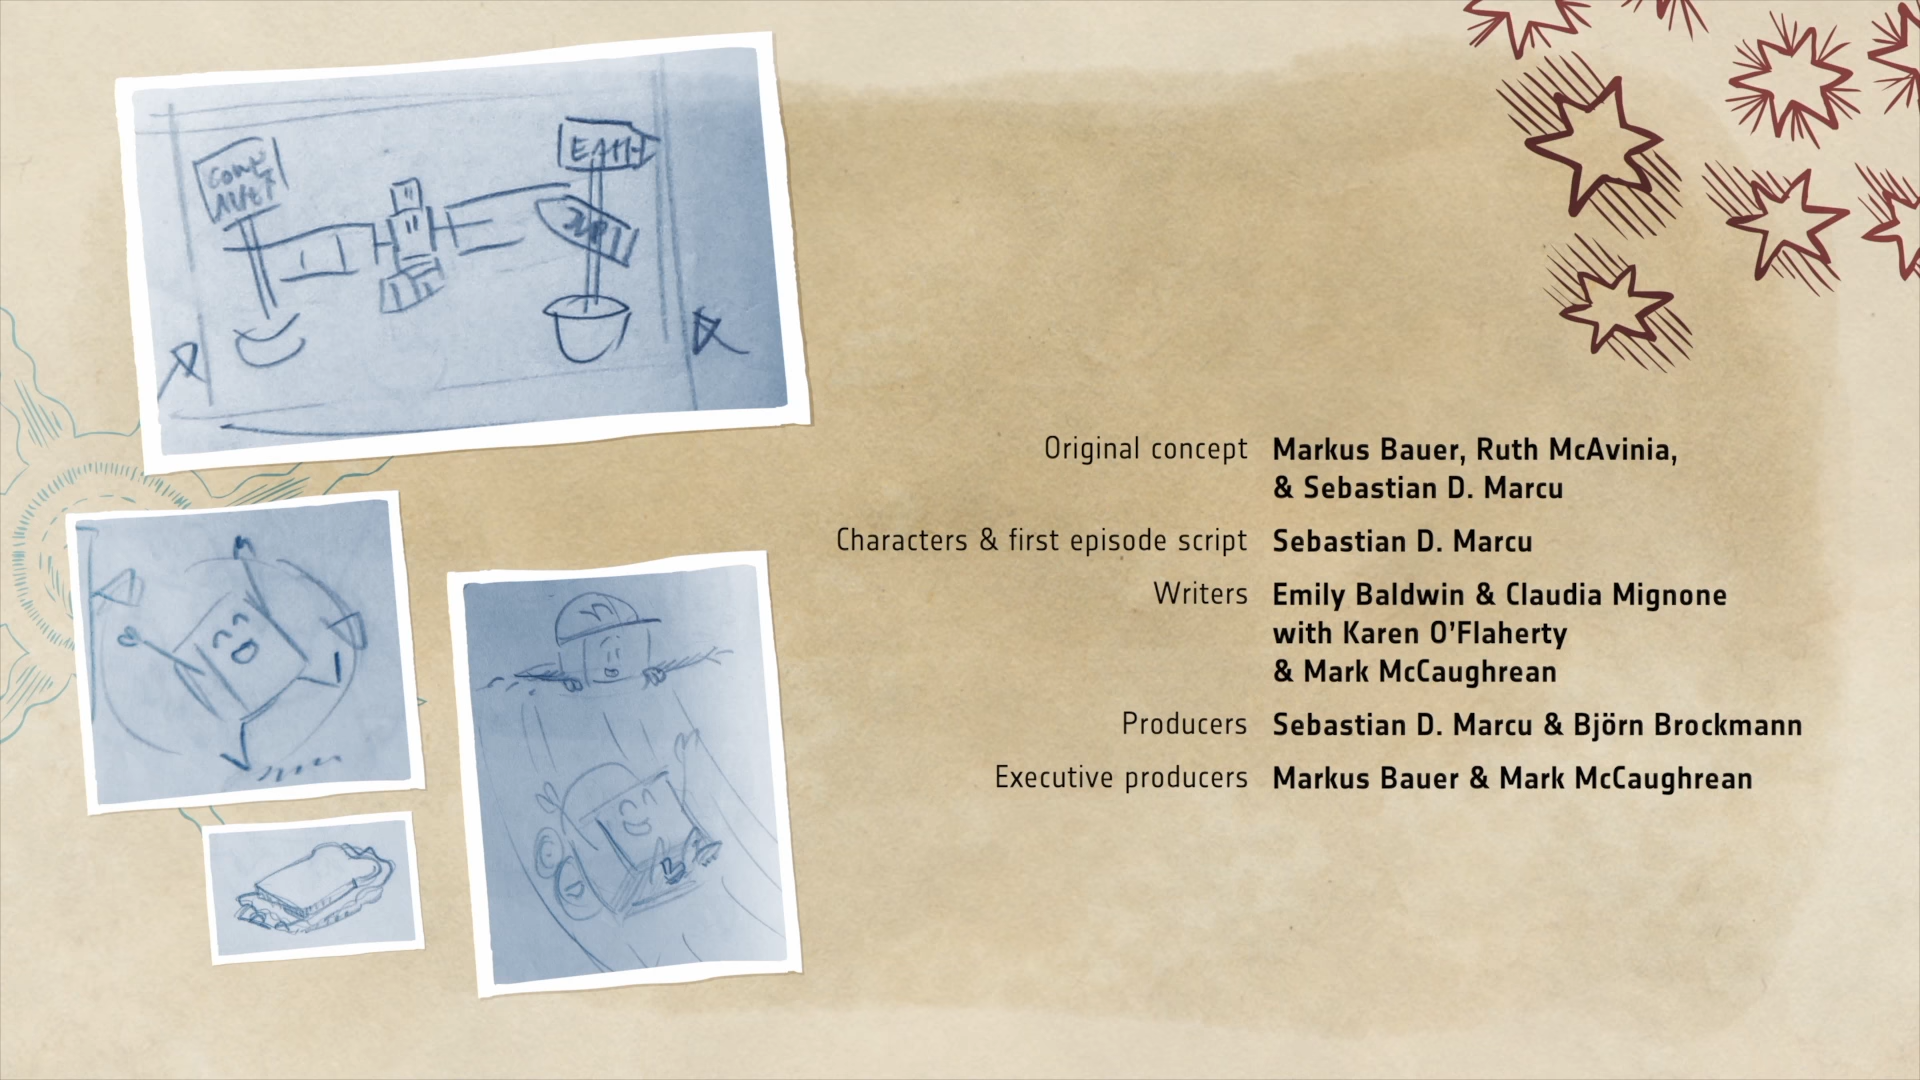 Original concept Markus Bauer, Ruth McAvinia,
& Sebastian D. Marcu
Characters & first episode script Sebastian D. Marcu
Writers Emily Baldwin & Claudia Mignone
with Karen O’Flaherty
& Mark McCaughrean
Producers Sebastian D. Marcu & Björn Brockmann
Executive producers Markus Bauer & Mark McCaughrean